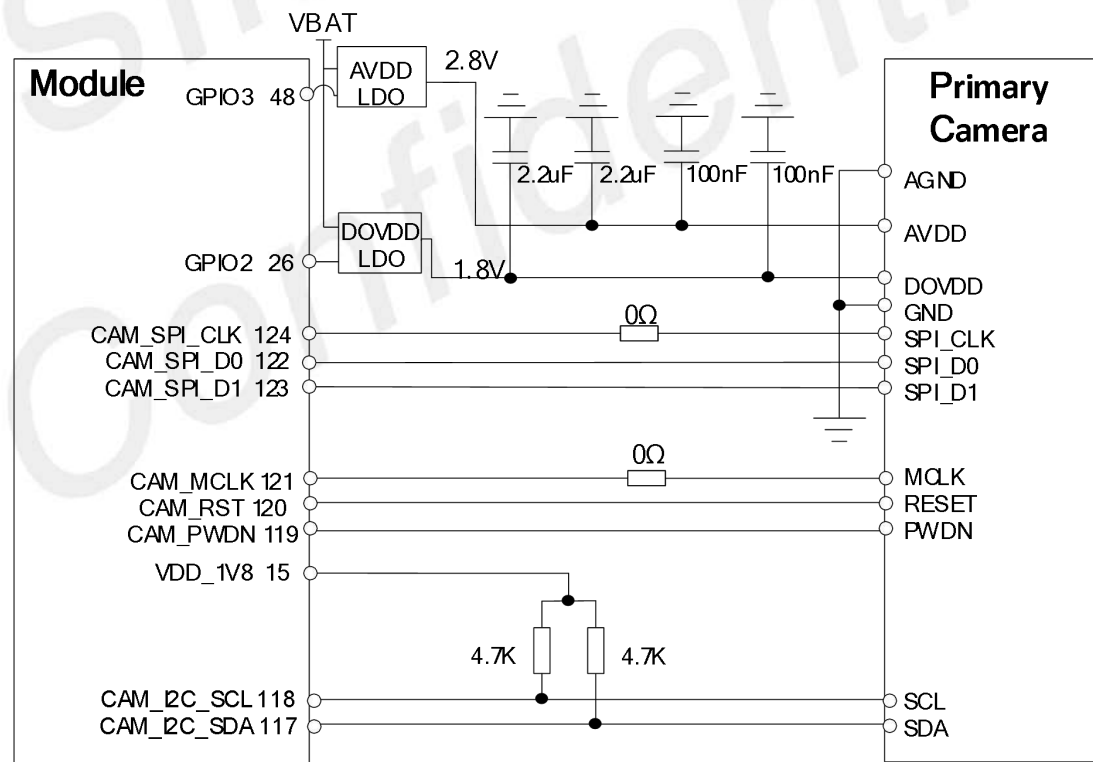 VBAT
Module
GPIO3 48
AVDD
LDO
2.8V
Primary
Camera
2.2uF
2.2uF
100nF
100nF
AGND
AVDD
GPIO2 26
DOVDD
LDO
1.8V
DOVDD
GND
CAM_SPI_CLK 124
0Ω
SPI_CLK
CAM_SPI_D0 122
SPI_D0
CAM_SPI_D1 123
SPI_D1
CAM_MCLK 121
0Ω
MCLK
CAM_RST 120
RESET
CAM_PWDN 119
PWDN
VDD_1V8 15
4.7K
4.7K
CAM_I2C_SCL 118
SCL
CAM_I2C_SDA 117
SDA
Confidenti